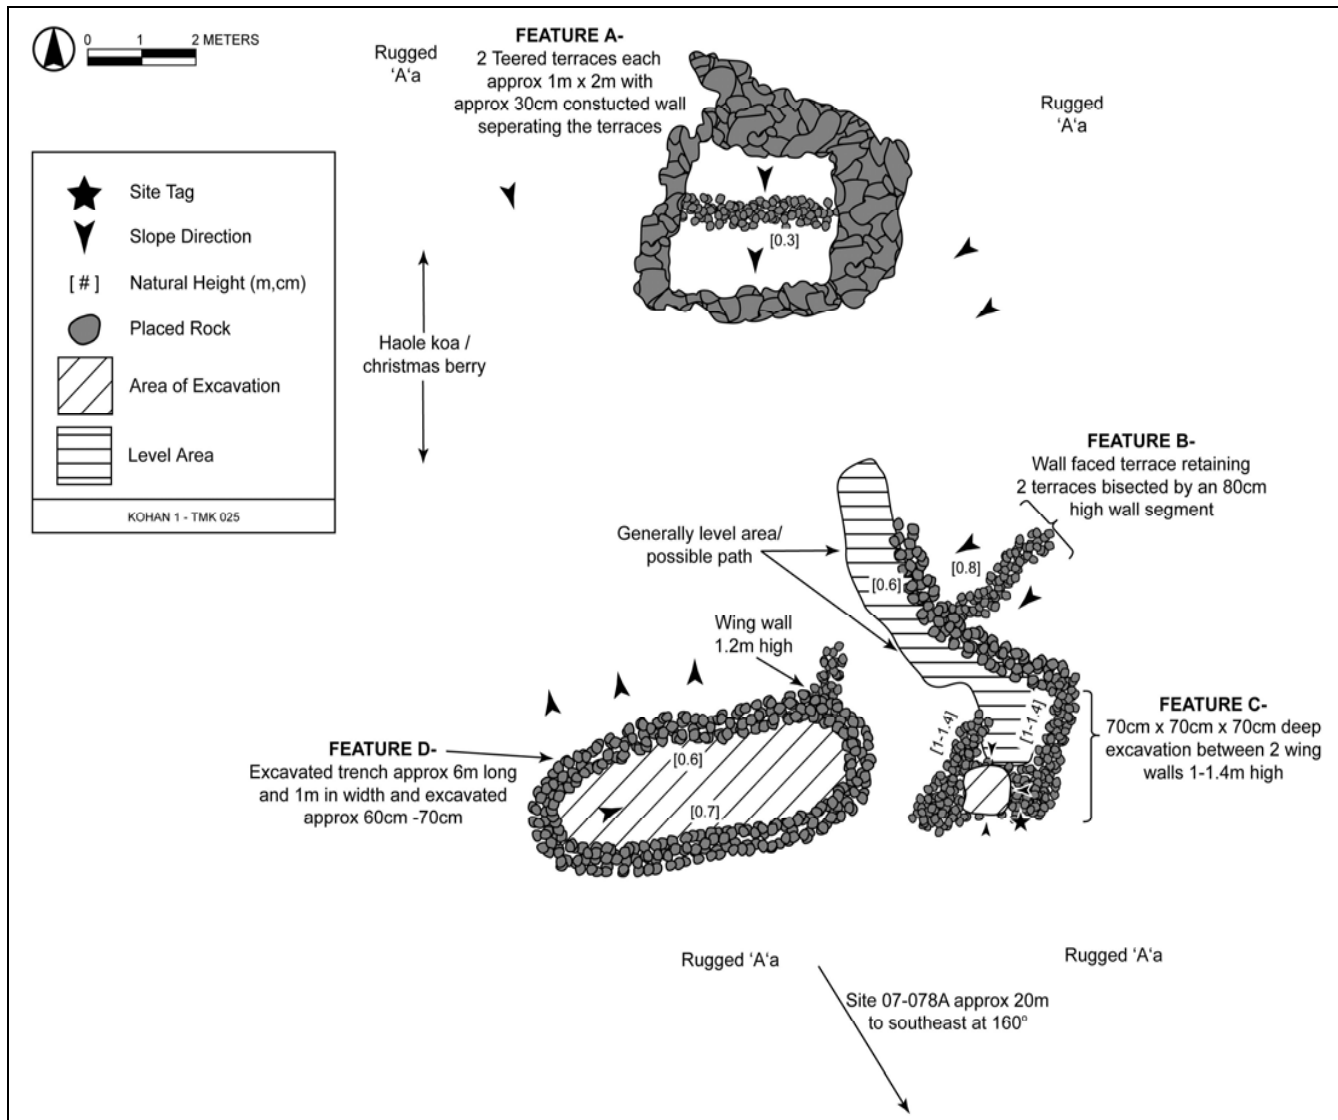 0 1 2 METERS
Rugged
‘A‘a
FEATURE A-
2 Teered terraces each
approx 1m x 2m with
approx 30cm constucted wall
seperating the terraces
Rugged
‘A‘a
Site Tag
Slope Direction
[ # ] Natural Height (m,cm)
Placed Rock
Area of Excavation
Level Area
KOHAN 1 - TMK 025
[0.3]
Haole koa /
christmas berry
FEATURE B-
Wall faced terrace retaining
2 terraces bisected by an 80cm
high wall segment
Generally level area/
possible path
[0.8]
[0.6]
Wing wall
1.2m high
[1-1.4]
[1-1.4]
FEATURE C-
70cm x 70cm x 70cm deep
excavation between 2 wing
walls 1-1.4m high
FEATURE D-
Excavated trench approx 6m long
and 1m in width and excavated
approx 60cm -70cm
[0.6]
[0.7]
Rugged ‘A‘a
Rugged ‘A‘a
Site 07-078A approx 20m
to southeast at 160°